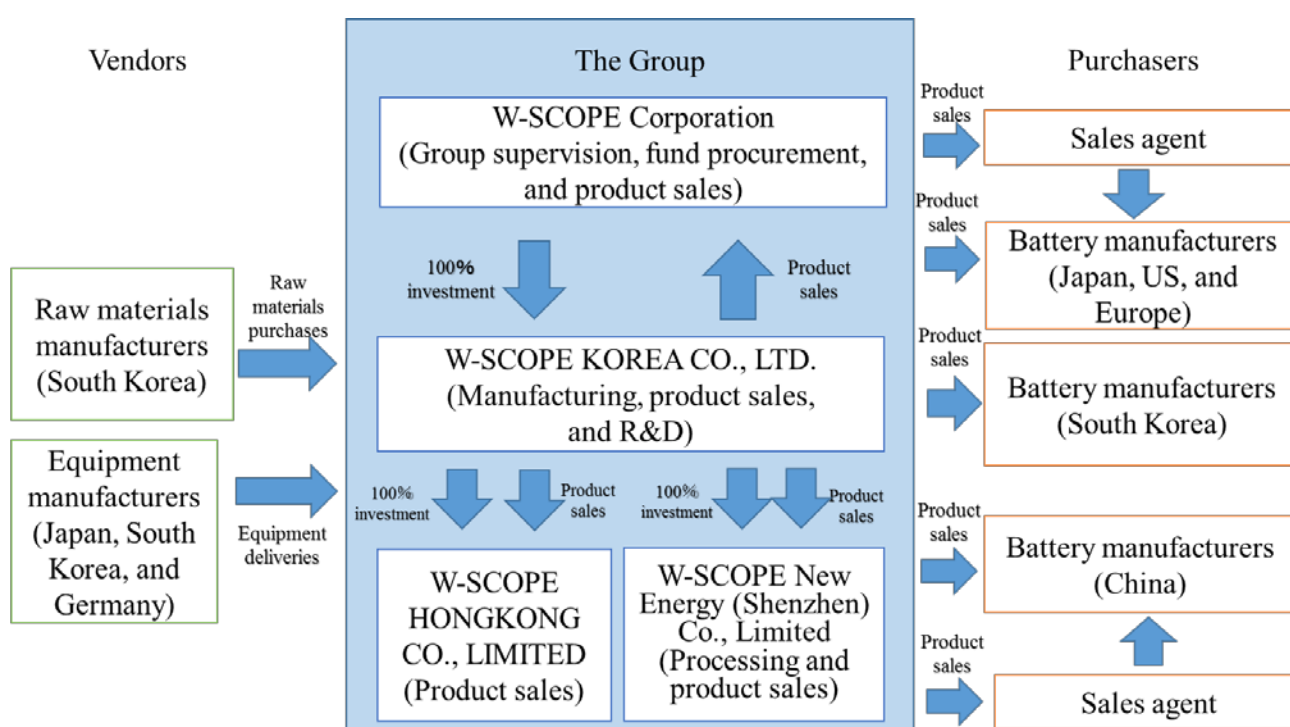 Vendors
The Group
Purchasers
W-SCOPE Corporation
(Group supervision, fund procurement,
and product sales)
Product
sales
Sales agent
Product
sales
Battery manufacturers
(Japan, US, and
Europe)
100%
investment
Product
sales
Raw materials
manufacturers
(South Korea)
Raw
materials
purchases
W-SCOPE KOREA CO., LTD.
(Manufacturing, product sales,
and R&D)
Product
sales
Battery manufacturers
(South Korea)
Equipment
manufacturers
(Japan, South
Korea, and
Germany)
Equipment
deliveries
100%
investment
Product
sales
100%
investment
Product
sales
W-SCOPE
HONGKONG
CO., LIMITED
(Product sales)
W-SCOPE New
Energy (Shenzhen)
Co., Limited
(Processing and
product sales)
Product
sales
Battery manufacturers
(China)
Product
sales
Sales agent